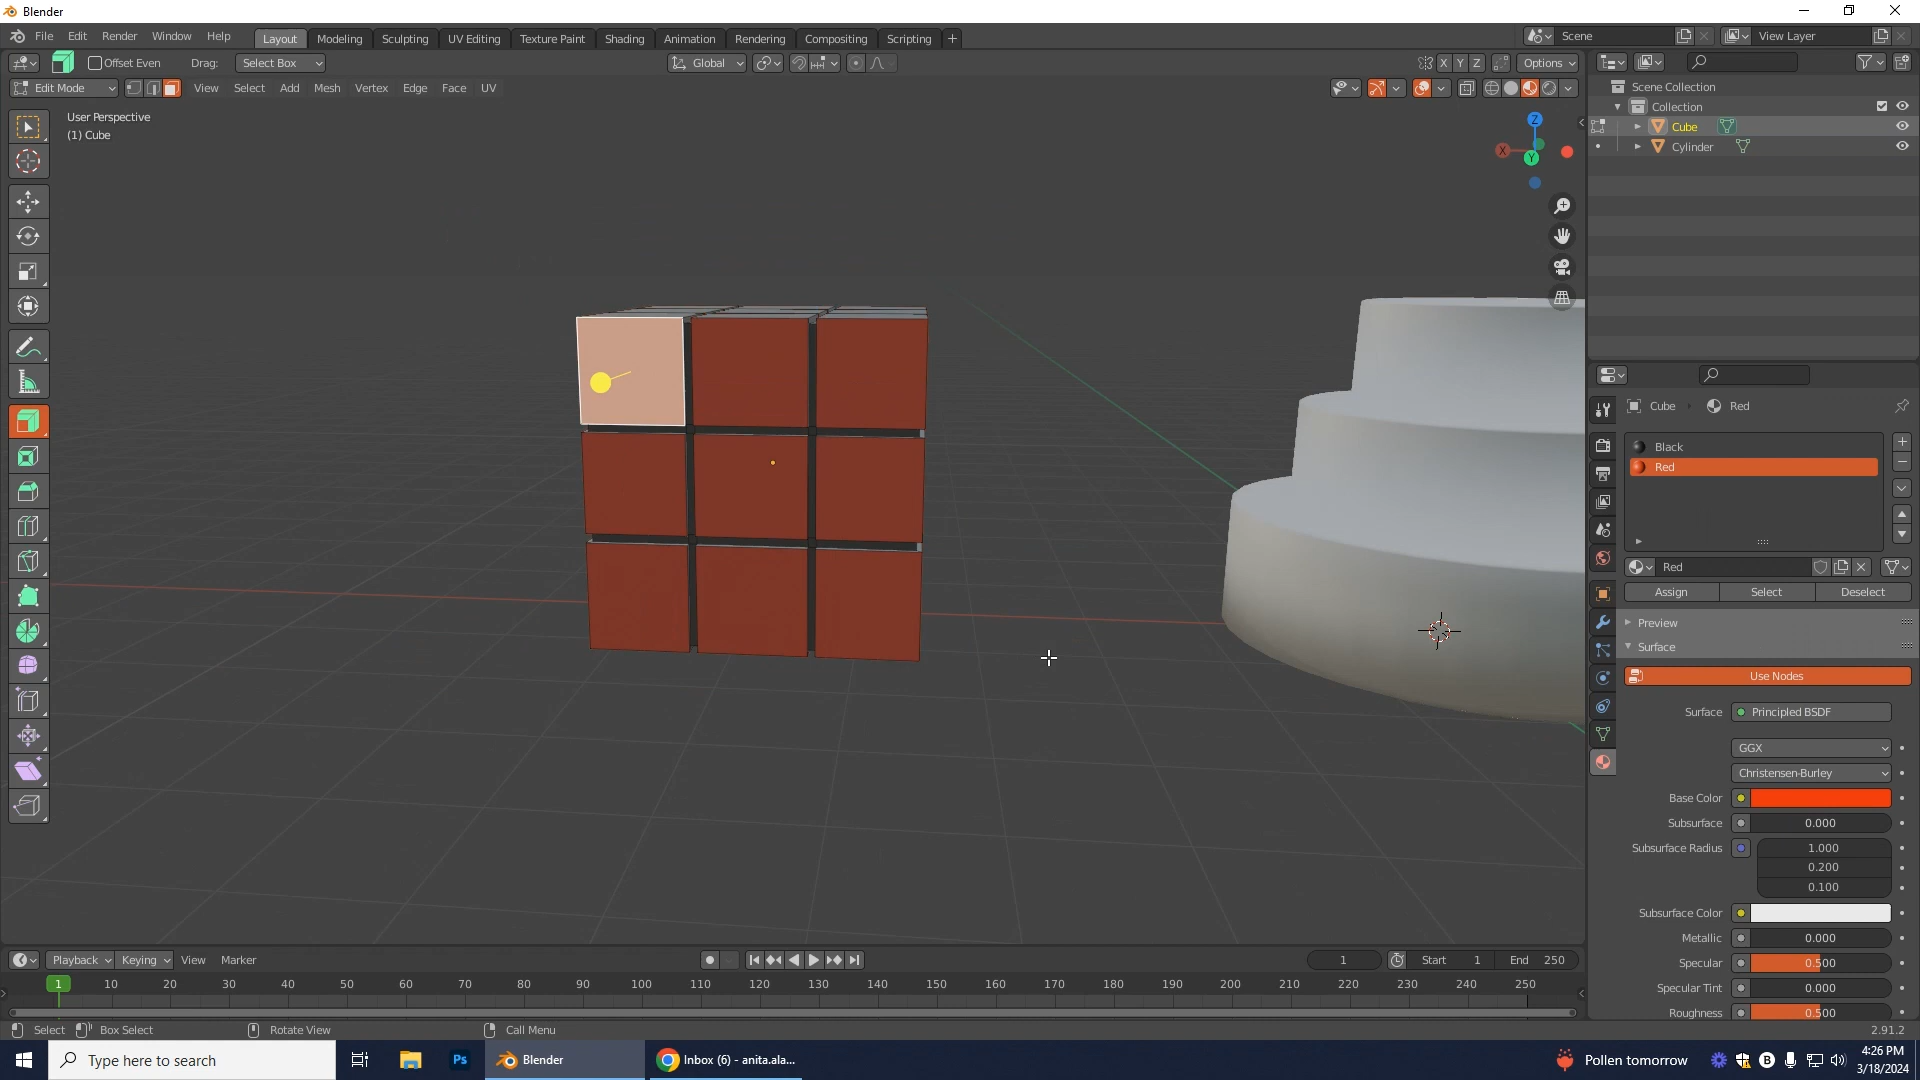 Blender
File Edit Render Window Help Layout Modeling Sculpting UV Editing Texture Paint Shading Animation Rendering Compositing Scripting + Scene View Layer
Offset Even Drag: Select Box Global X Y Z Options
Edit Mode View Select Add Mesh Vertex Edge Face UV
Scene Collection
Collection
Cube
Cylinder
User Perspective
(1) Cube
Z
X
Y
Cube Red
Black
Red
Red
Assign Select Deselect
Preview
Surface
Use Nodes
Surface Principled BSDF
GGX
Christensen-Burley
Base Color
Subsurface 0.000
Subsurface Radius 1.000
0.200
0.100
Subsurface Color
Metallic 0.000
Specular 0.500
Specular Tint 0.000
Roughness 0.500
Playback Keying View Marker 1 Start 1 End 250
1 10 20 30 40 50 60 70 80 90 100 110 120 130 140 150 160 170 180 190 200 210 220 230 240 250
Select Box Select Rotate View Call Menu 2.91.2
Type here to search Ps Blender Inbox (6) - anita.ala... Pollen tomorrow B 4:26 PM
3/18/2024